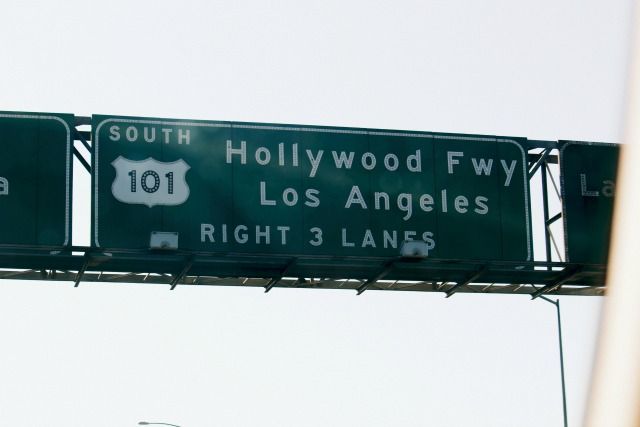 SOUTH
101
Hollywood Fwy
Los Angeles
RIGHT 3 LANES